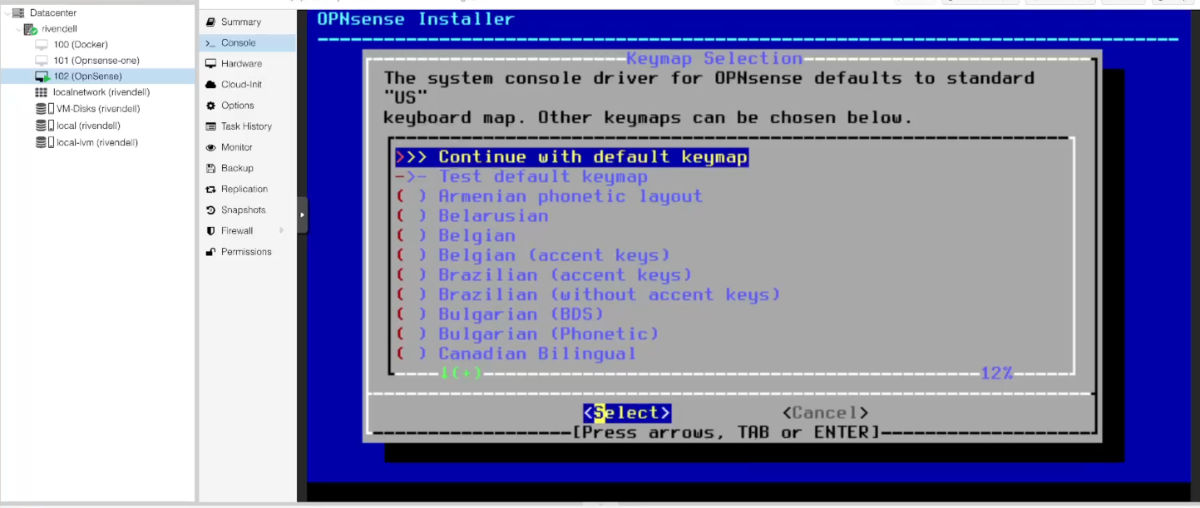 Datacenter
rivendell
100 (Docker)
101 (Opnsense-one)
102 (OpnSense)
localnetwork (rivendell)
VM-Disks (rivendell)
local (rivendell)
local-lvm (rivendell)
Summary
>_ Console
Hardware
Cloud-Init
Options
Task History
Monitor
Backup
Replication
Snapshots
Firewall
Permissions
OPNsense Installer
Keymap Selection
The system console driver for OPNsense defaults to standard
"US"
keyboard map. Other keymaps can be chosen below.
>>> Continue with default keymap
->- Test default keymap
( ) Armenian phonetic layout
( ) Belarusian
( ) Belgian
( ) Belgian (accent keys)
( ) Brazilian (accent keys)
( ) Brazilian (without accent keys)
( ) Bulgarian (BDS)
( ) Bulgarian (Phonetic)
( ) Canadian Bilingual
↓(+) 12%
<Select> <Cancel>
[Press arrows, TAB or ENTER]